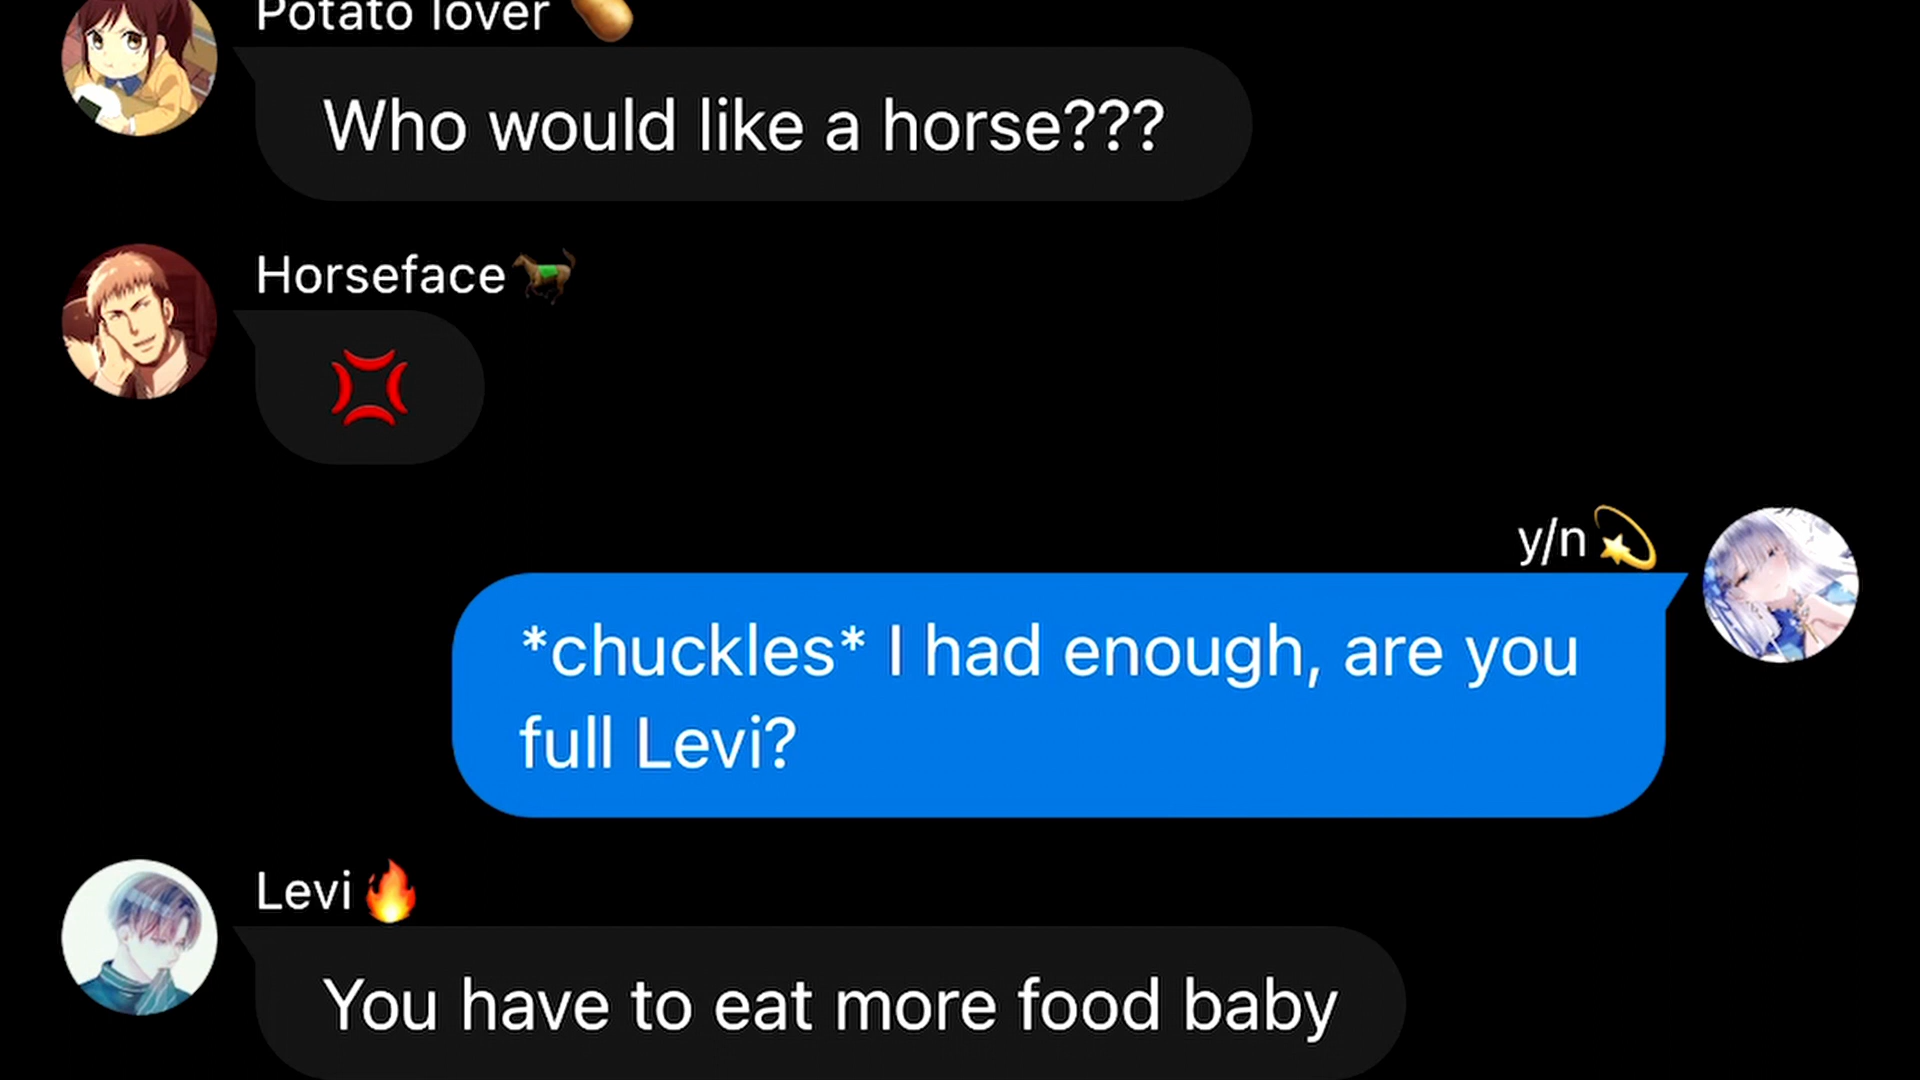 Potato lover 🥔
Who would like a horse???
Horseface🐎
💢
y/n💫
*chuckles* I had enough, are you
full Levi?
Levi🔥
You have to eat more food baby